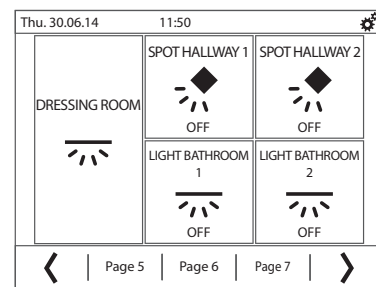 Thu. 30.06.14 11:50
DRESSING ROOM
SPOT HALLWAY 1
OFF
SPOT HALLWAY 2
OFF
LIGHT BATHROOM
1
OFF
LIGHT BATHROOM
2
OFF
Page 5 Page 6 Page 7